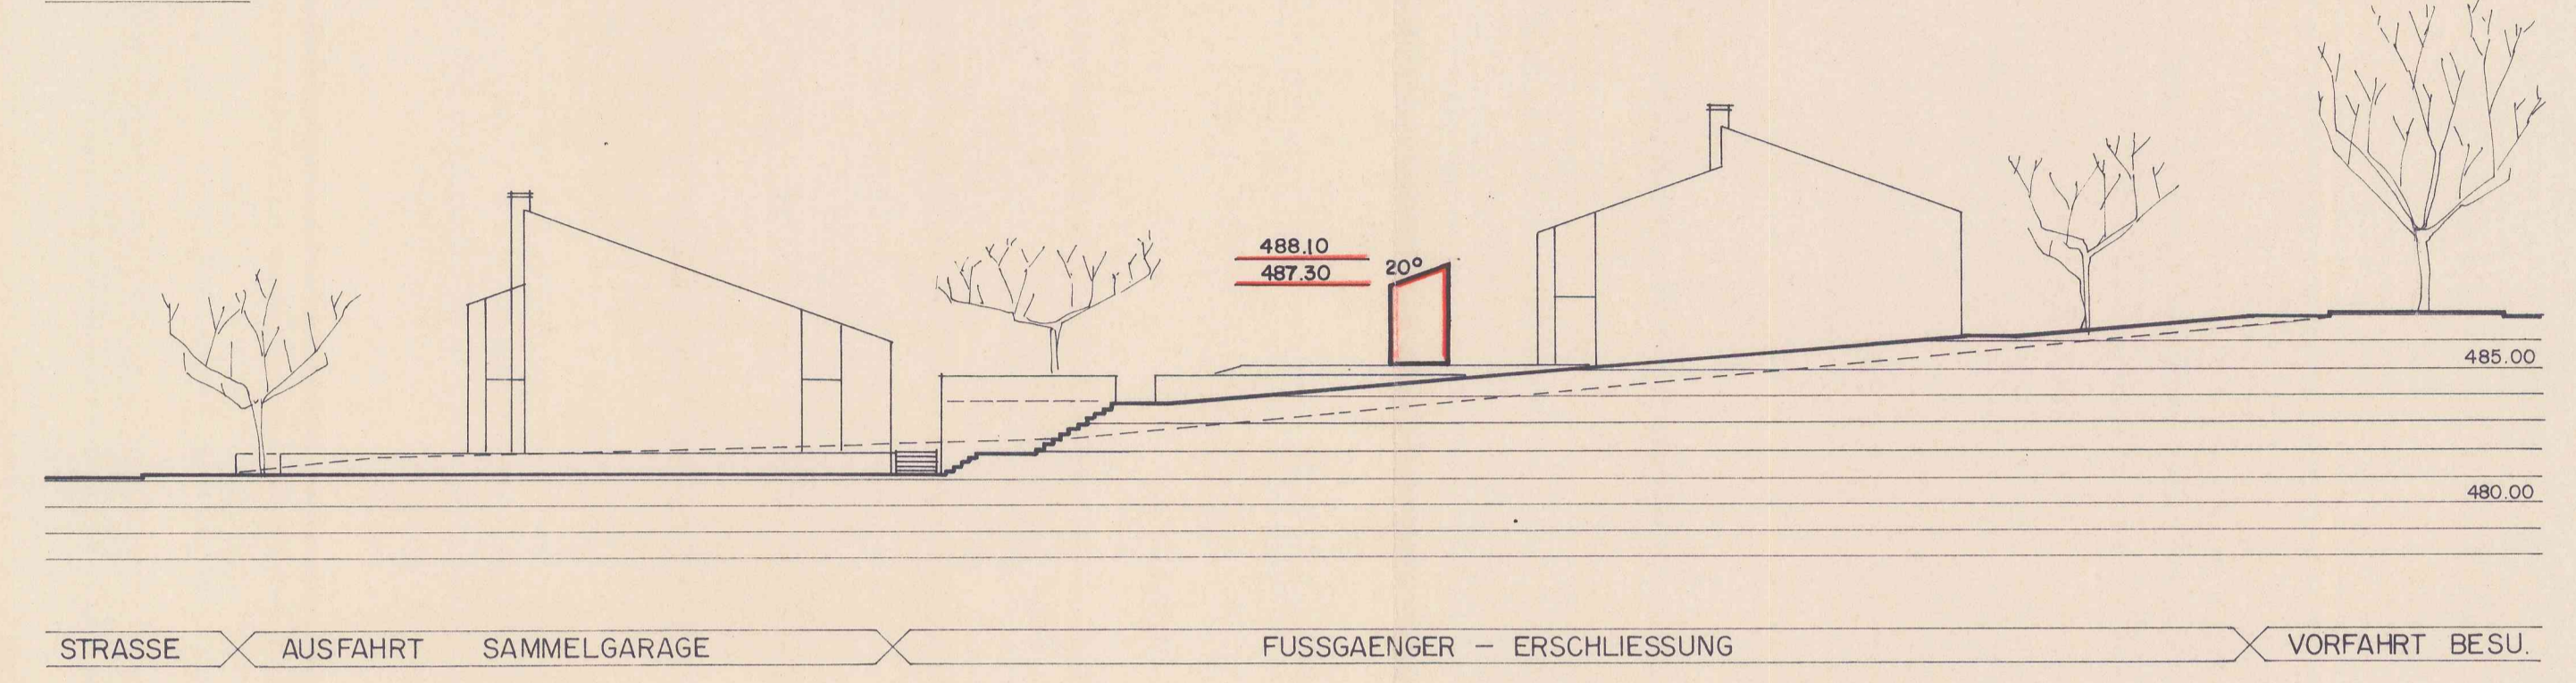 488.10
487.30
20°
485.00
480.00
STRASSE
AUSFAHRT SAMMELGARAGE
FUSSGAENGER – ERSCHLIESSUNG
VORFAHRT BESU.